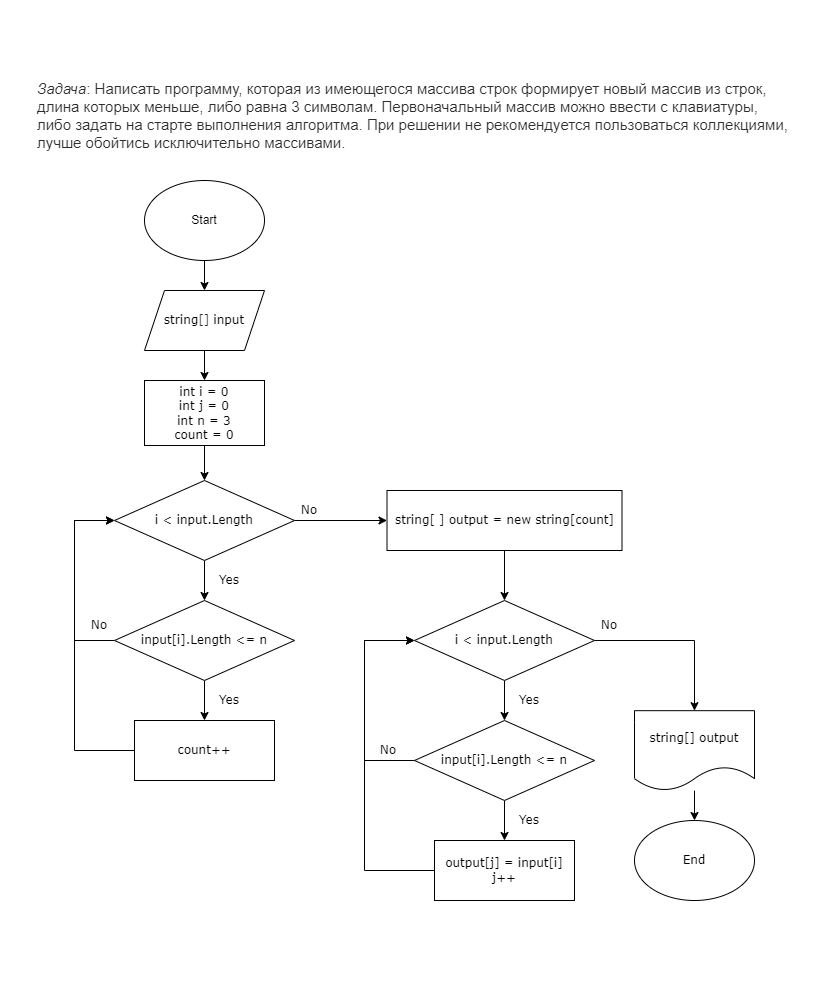 Задача: Написать программу, которая из имеющегося массива строк формирует новый массив из строк,
длина которых меньше, либо равна 3 символам. Первоначальный массив можно ввести с клавиатуры,
либо задать на старте выполнения алгоритма. При решении не рекомендуется пользоваться коллекциями,
лучше обойтись исключительно массивами.
Start
string[] input
int i = 0
int j = 0
int n = 3
count = 0
i < input.Length
No
string[ ] output = new string[count]
Yes
No
input[i].Length <= n
Yes
count++
i < input.Length
No
Yes
No
input[i].Length <= n
Yes
output[j] = input[i]
j++
string[] output
End